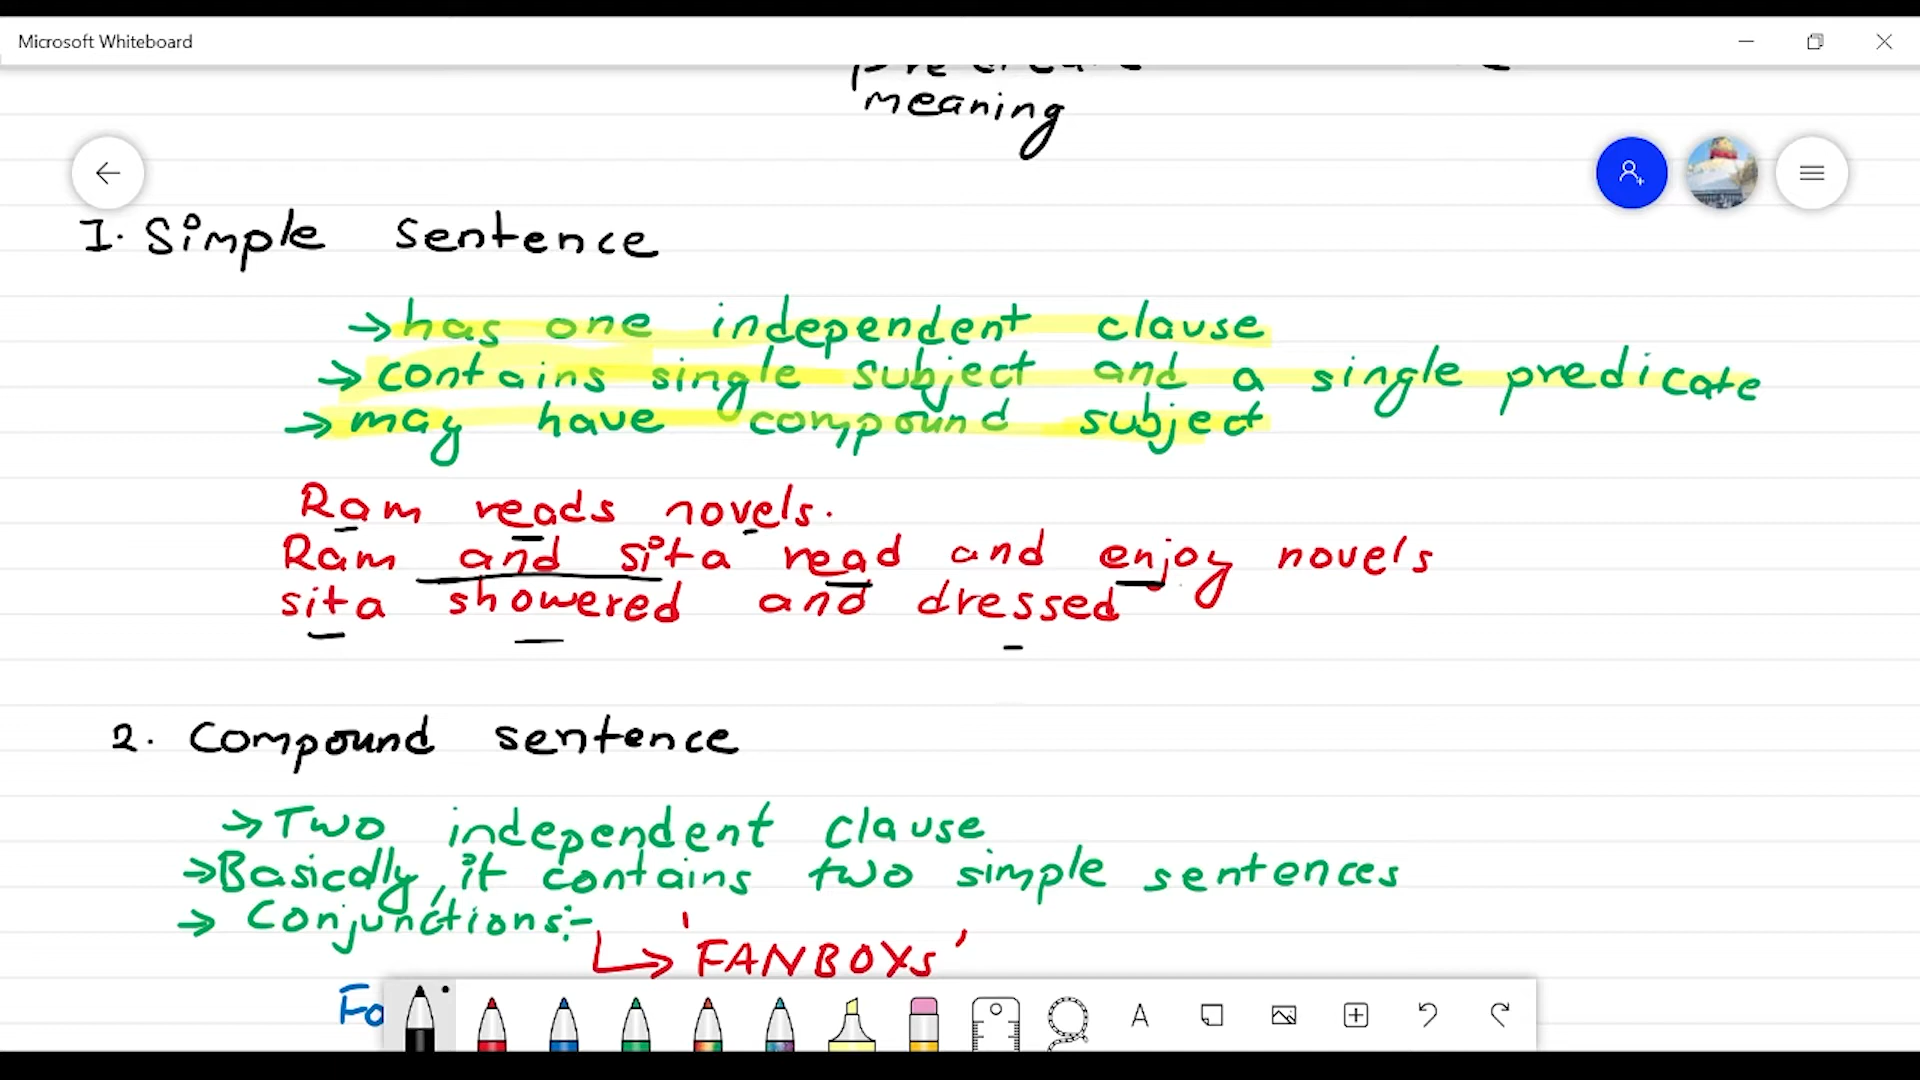 Microsoft Whiteboard
meaning
1. Simple sentence
→has one independent clause
→contains single subject and a single predicate
→may have compound subject
Ram reads novels.
Ram and sita read and enjoy novels
sita showered and dressed
2. Compound sentence
→Two independent clause
→Basically, it contains two simple sentences
→ Conjunctions:-
↳ 'FANBOYs'
Fo
A